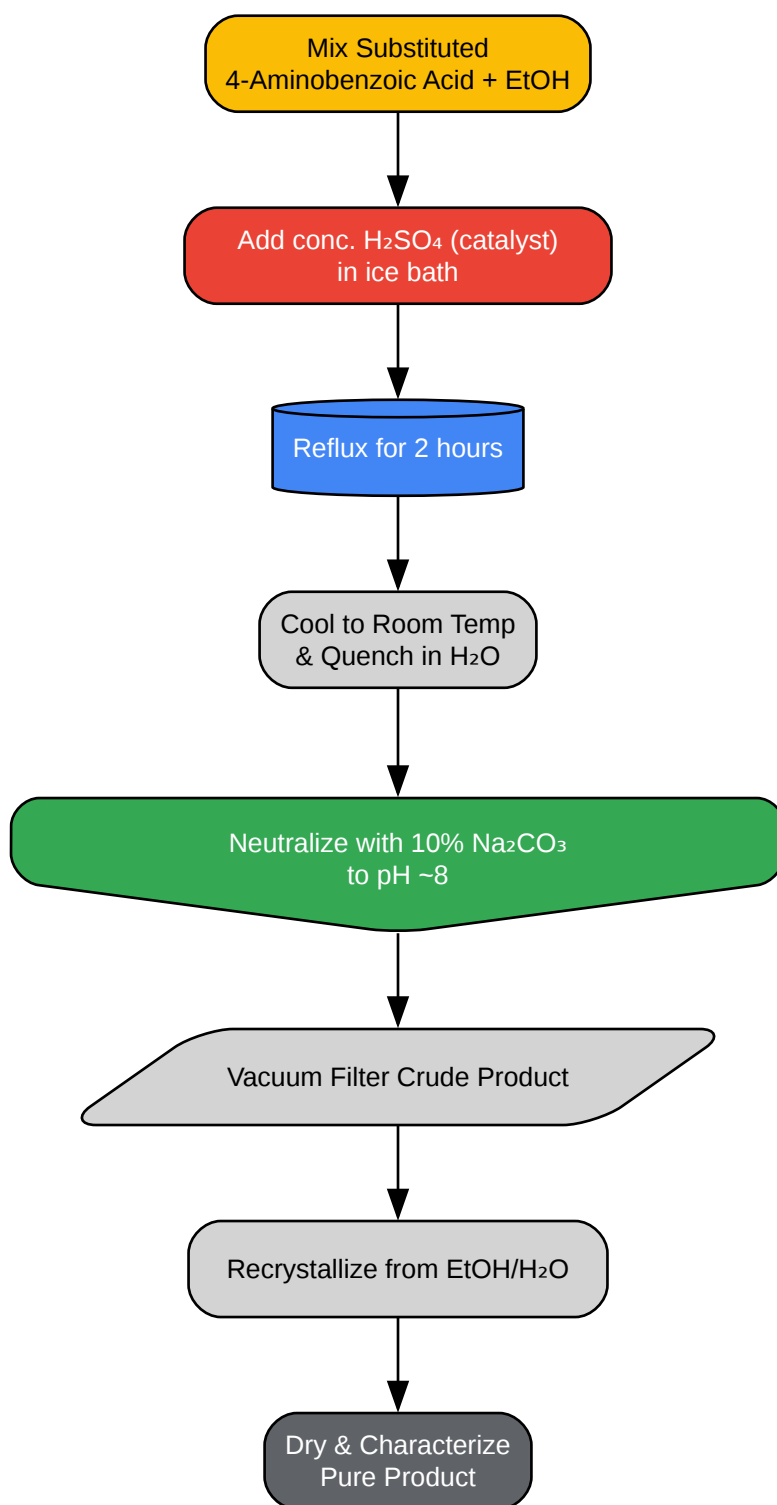 Mix Substituted
4-Aminobenzoic Acid + EtOH
Add conc. H₂SO₄ (catalyst)
in ice bath
Reflux for 2 hours
Cool to Room Temp
& Quench in H₂O
Neutralize with 10% Na₂CO₃
to pH ~8
Vacuum Filter Crude Product
Recrystallize from EtOH/H₂O
Dry & Characterize
Pure Product